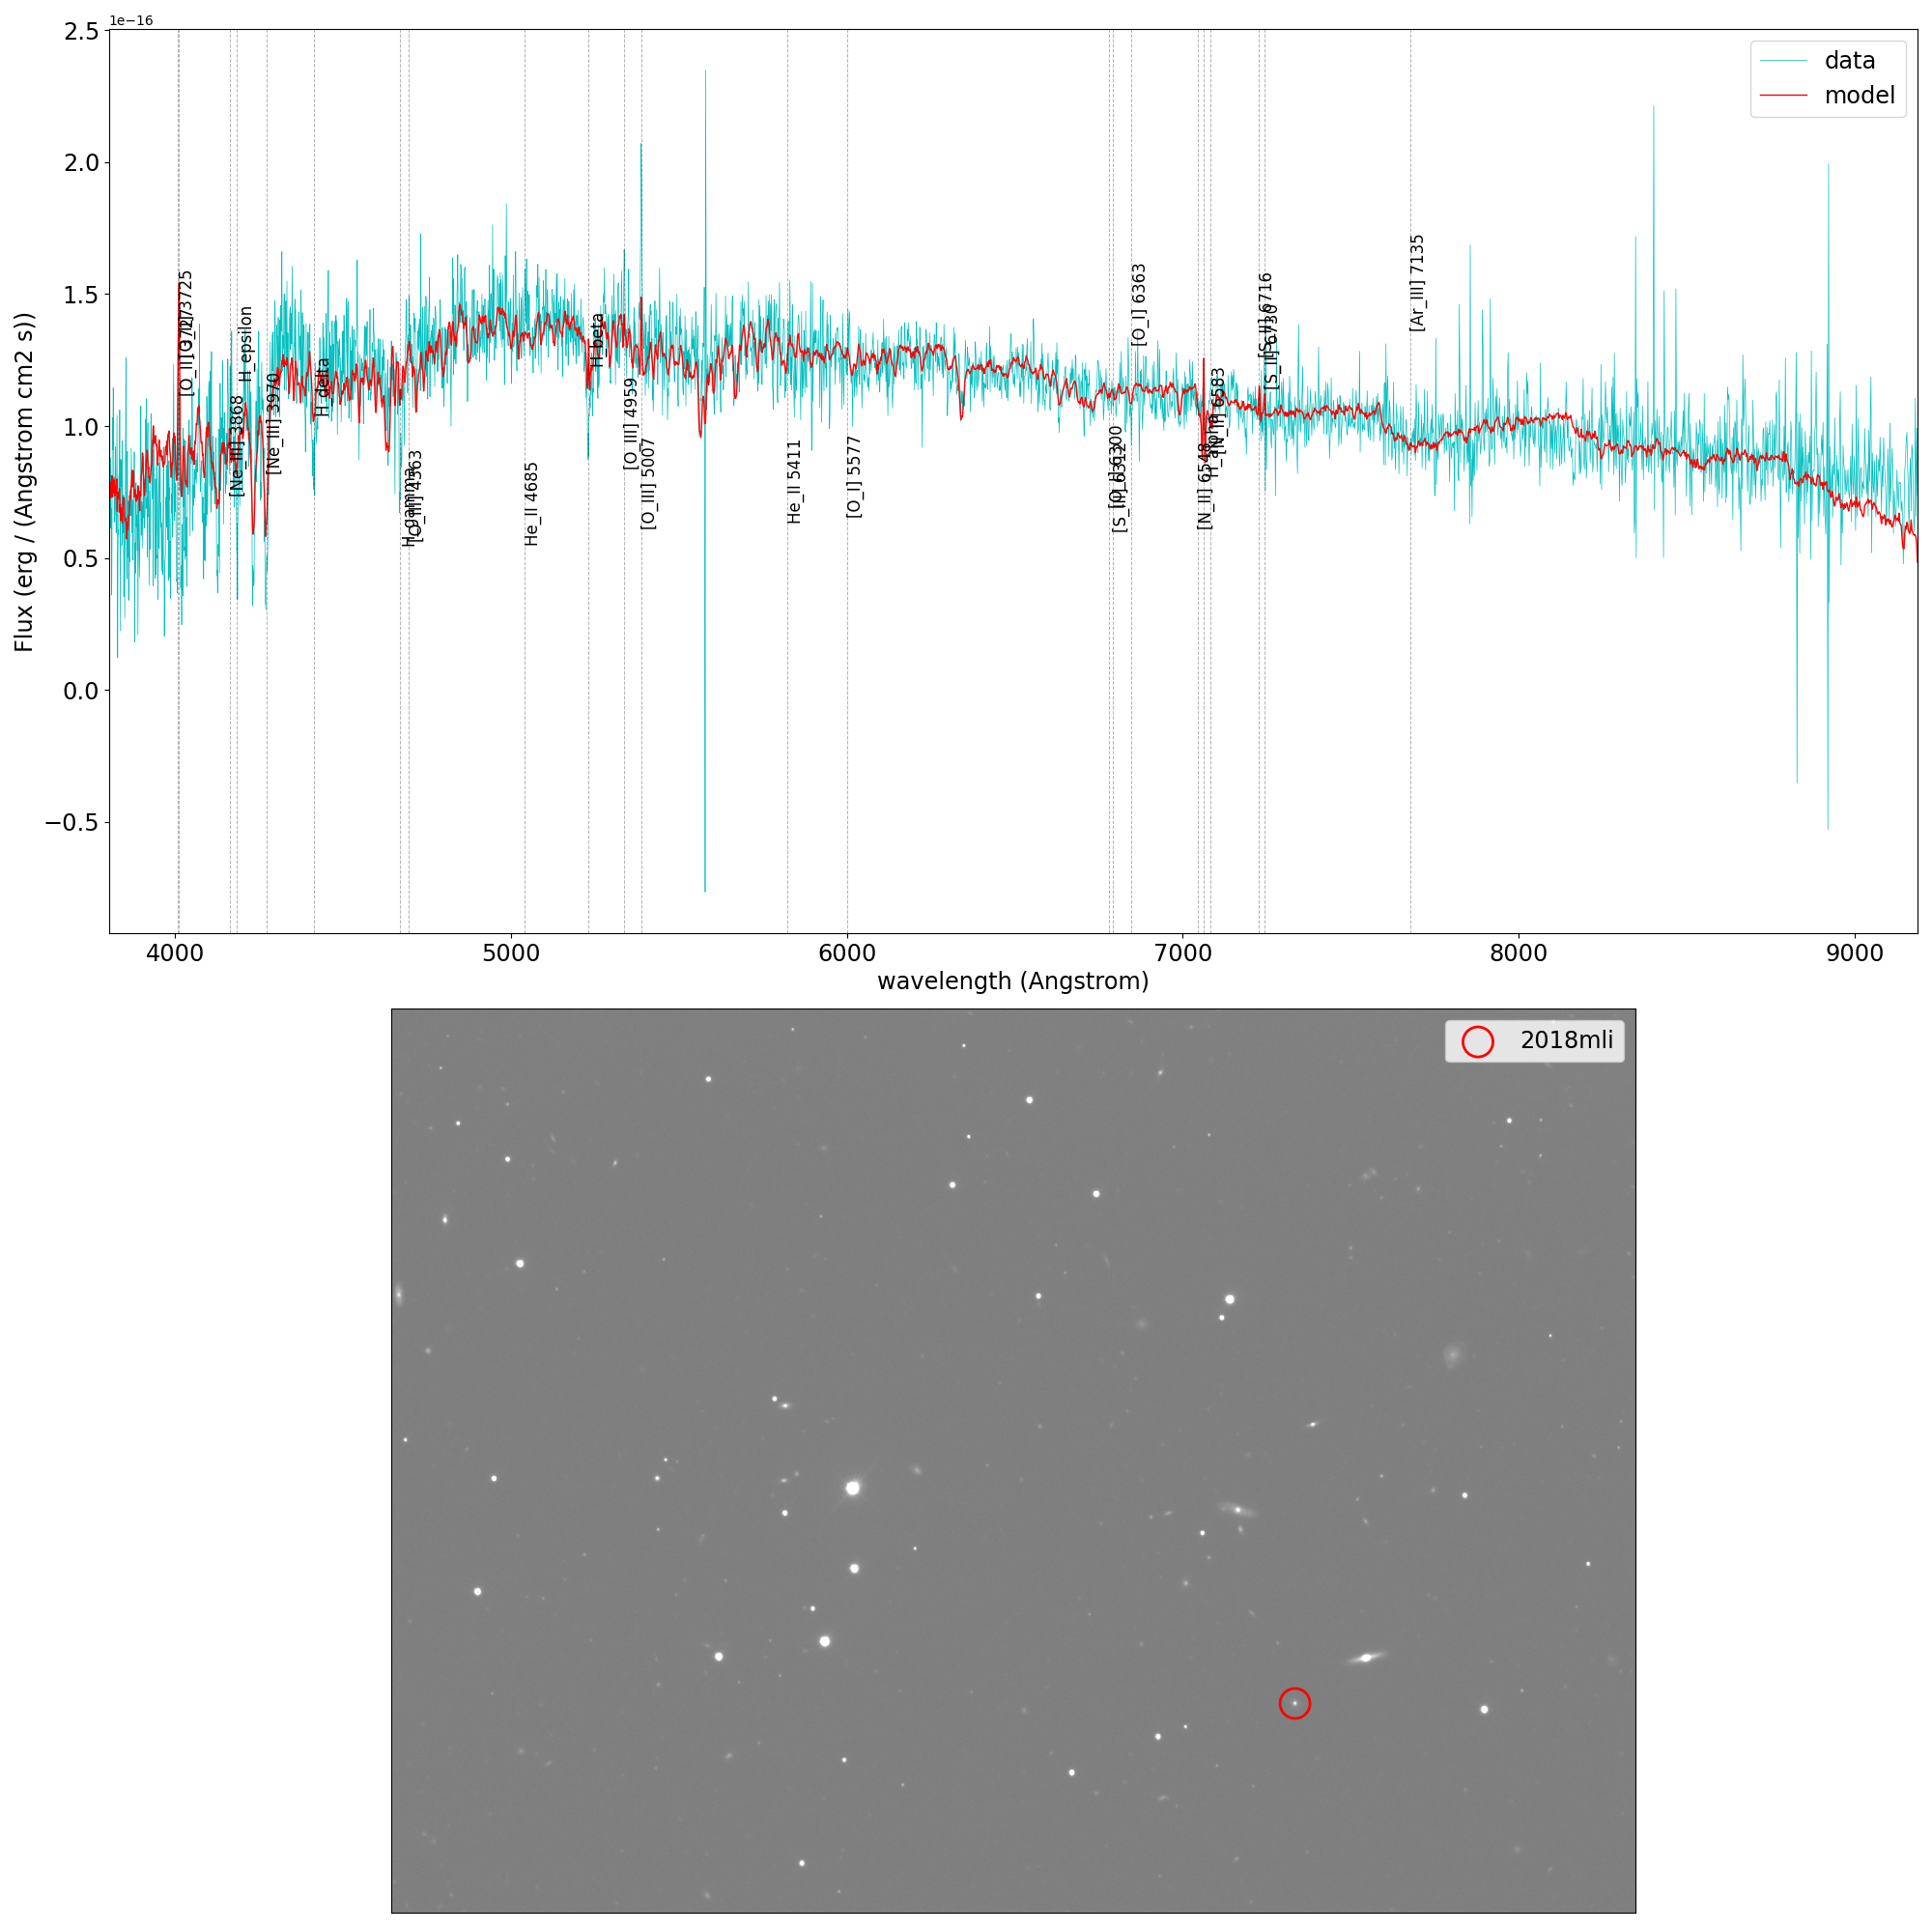 1e−16
2.5
2.0
1.5
1.0
0.5
0.0
−0.5
Flux (erg / (Angstrom cm2 s))
data
model
[O_II] 3725
[Ne_III] 3868
H_epsilon
[Ne_III] 3970
H_delta
H_gamma
[O_III] 4363
He_II 4685
H_beta
[O_III] 4959
[O_III] 5007
He_II 5411
[O_I] 5577
[O_I] 6300
[S_III] 6312
[O_I] 6363
[N_II] 6548
H_alpha
[N_II] 6583
[S_II] 6716
[S_II] 6730
[Ar_III] 7135
4000 5000 6000 7000 8000 9000
wavelength (Angstrom)
2018mli